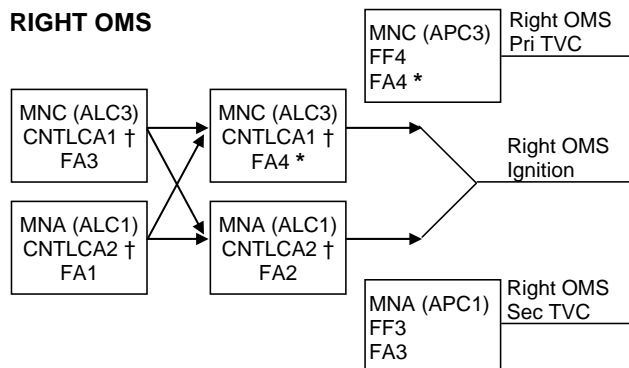 RIGHT OMS
MNC (APC3)
FF4
FA4 *
Right OMS
Pri TVC
MNC (ALC3)
CNTLCA1 †
FA3
MNC (ALC3)
CNTLCA1 †
FA4 *
Right OMS
Ignition
MNA (ALC1)
CNTLCA2 †
FA1
MNA (ALC1)
CNTLCA2 †
FA2
MNA (APC1)
FF3
FA3
Right OMS
Sec TVC